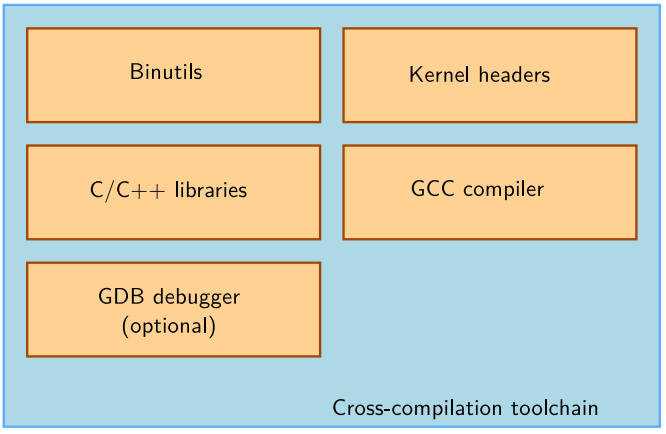 Binutils
Kernel headers
C/C++ libraries
GCC compiler
GDB debugger
(optional)
Cross-compilation toolchain